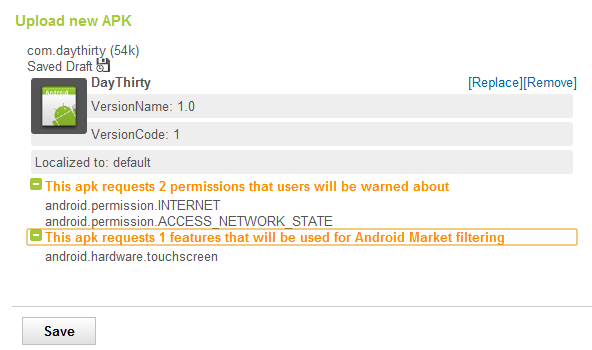 Upload new APK
com.daythirty (54k)
Saved Draft
Android
DayThirty [Replace][Remove]
VersionName: 1.0
VersionCode: 1
Localized to: default
This apk requests 2 permissions that users will be warned about
android.permission.INTERNET
android.permission.ACCESS_NETWORK_STATE
This apk requests 1 features that will be used for Android Market filtering
android.hardware.touchscreen
Save